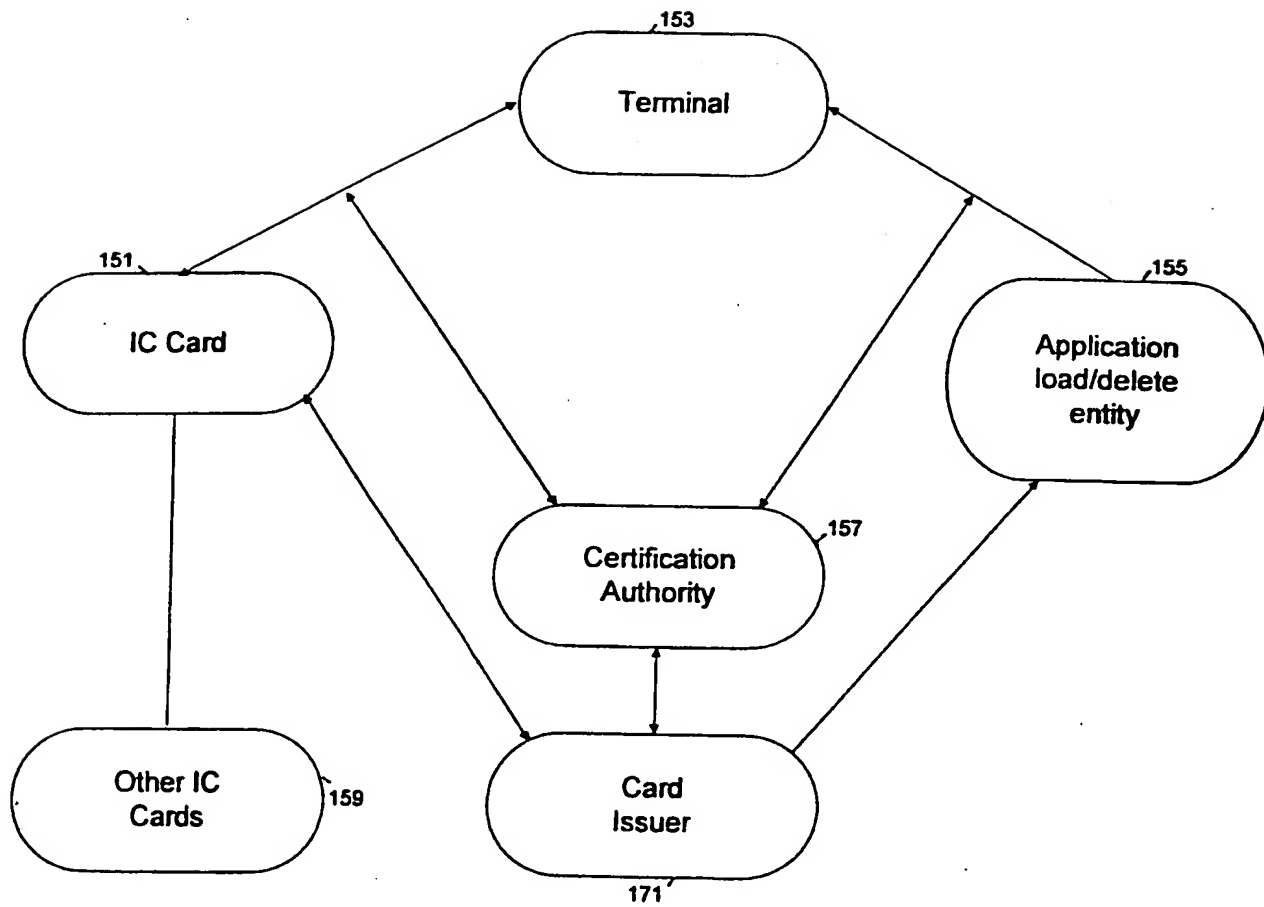 153
Terminal
151
IC Card
155
Application
load/delete
entity
157
Certification
Authority
Other IC
Cards
159
Card
Issuer
171